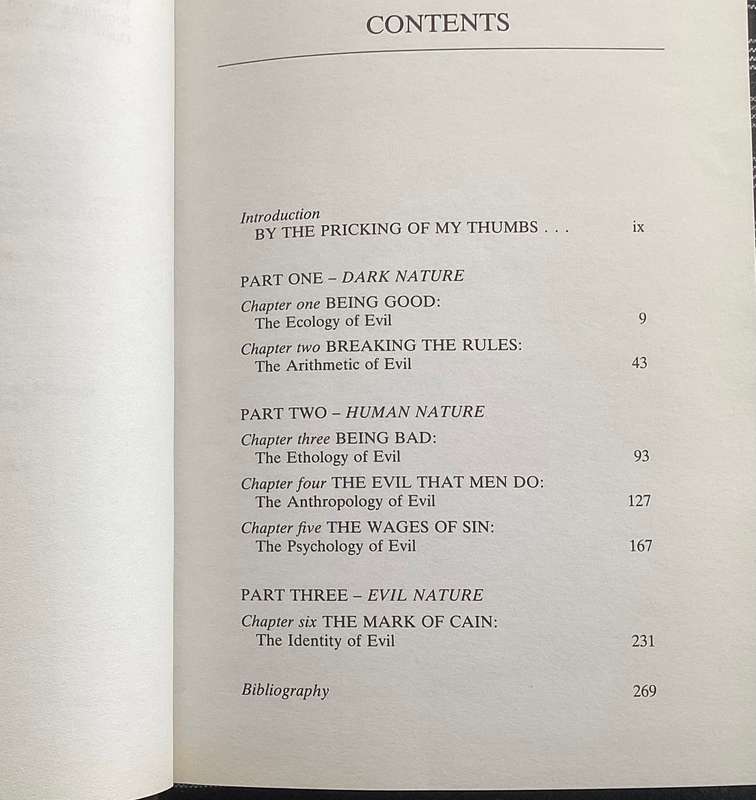 CONTENTS
Introduction
BY THE PRICKING OF MY THUMBS . . . ix
PART ONE – DARK NATURE
Chapter one BEING GOOD:
The Ecology of Evil 9
Chapter two BREAKING THE RULES:
The Arithmetic of Evil 43
PART TWO – HUMAN NATURE
Chapter three BEING BAD:
The Ethology of Evil 93
Chapter four THE EVIL THAT MEN DO:
The Anthropology of Evil 127
Chapter five THE WAGES OF SIN:
The Psychology of Evil 167
PART THREE – EVIL NATURE
Chapter six THE MARK OF CAIN:
The Identity of Evil 231
Bibliography 269